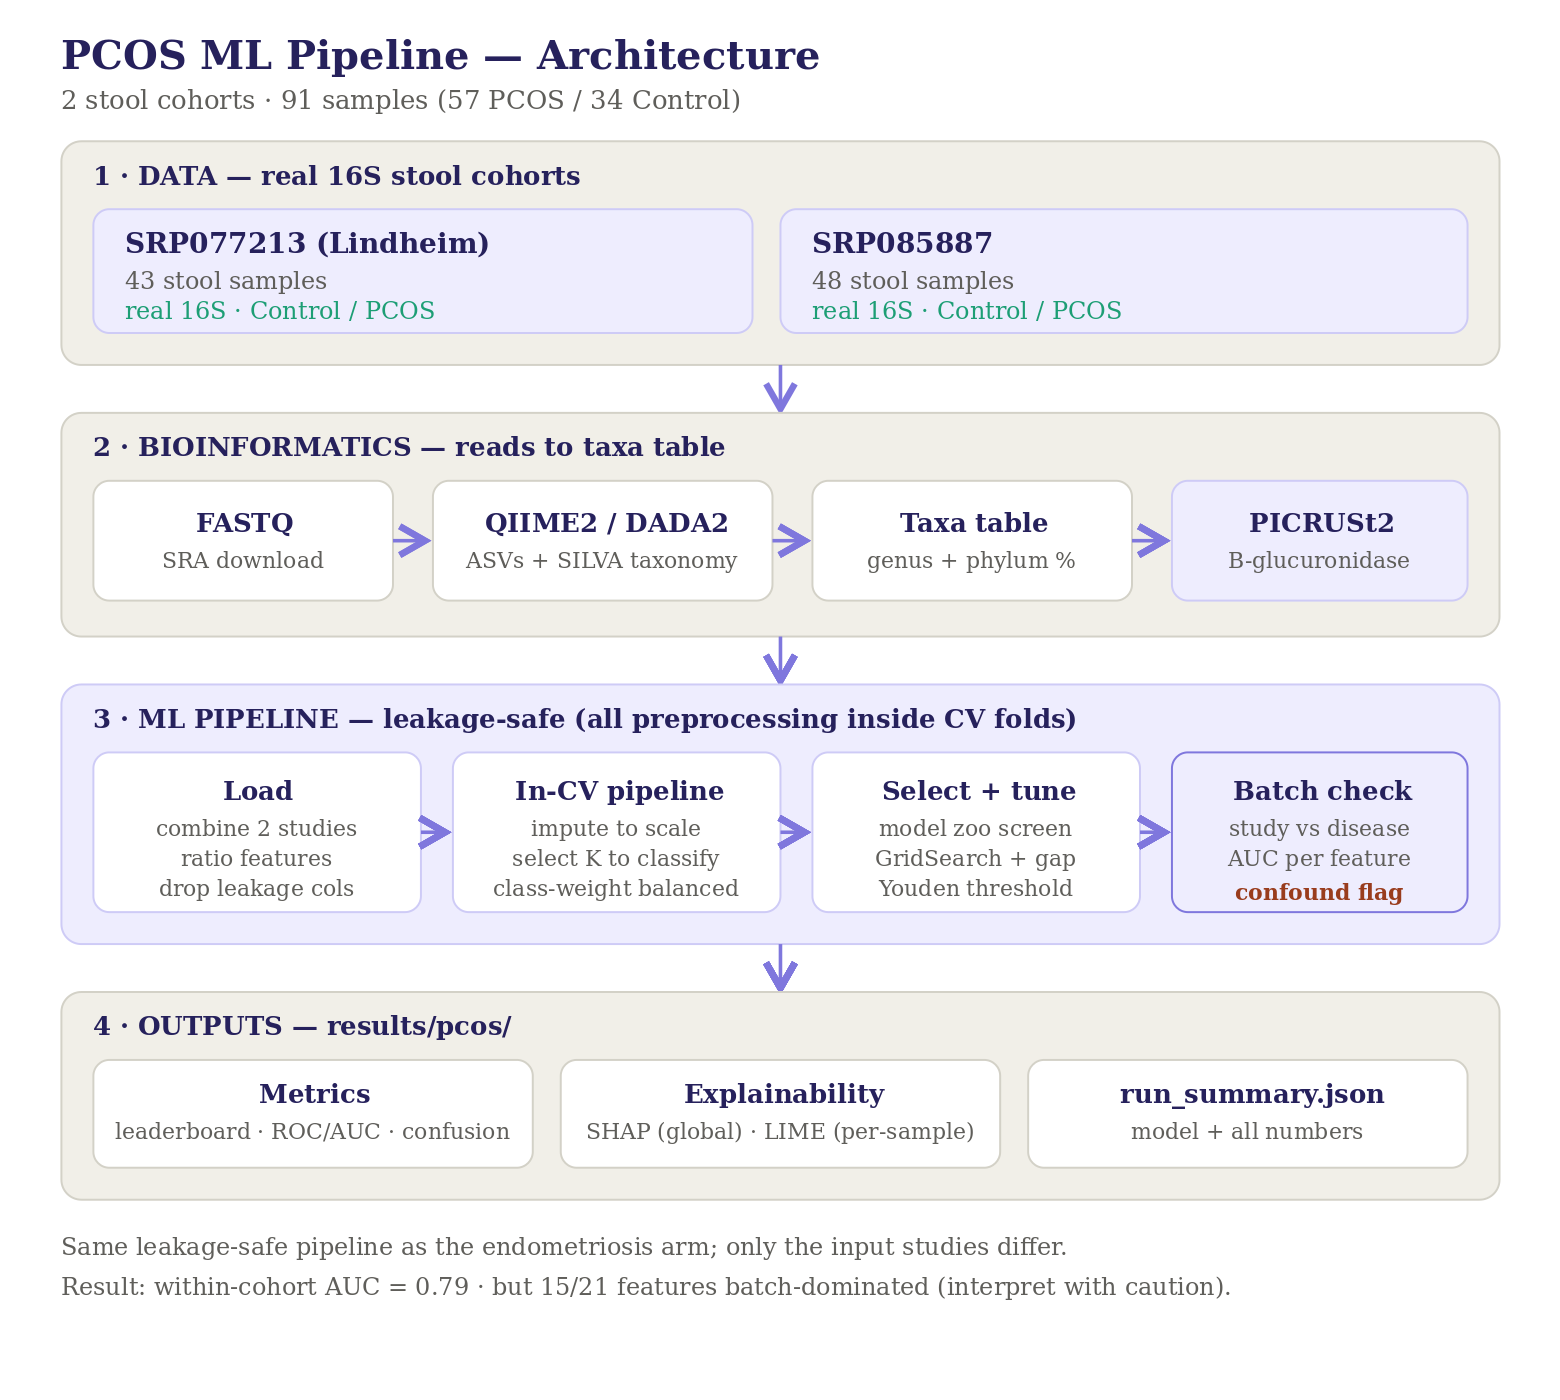 PCOS ML Pipeline — Architecture
2 stool cohorts · 91 samples (57 PCOS / 34 Control)
1 · DATA — real 16S stool cohorts
SRP077213 (Lindheim)
43 stool samples
real 16S · Control / PCOS
SRP085887
48 stool samples
real 16S · Control / PCOS
2 · BIOINFORMATICS — reads to taxa table
FASTQ
SRA download
QIIME2 / DADA2
ASVs + SILVA taxonomy
Taxa table
genus + phylum %
PICRUSt2
B-glucuronidase
3 · ML PIPELINE — leakage-safe (all preprocessing inside CV folds)
Load
combine 2 studies
ratio features
drop leakage cols
In-CV pipeline
impute to scale
select K to classify
class-weight balanced
Select + tune
model zoo screen
GridSearch + gap
Youden threshold
Batch check
study vs disease
AUC per feature
confound flag
4 · OUTPUTS — results/pcos/
Metrics
leaderboard · ROC/AUC · confusion
Explainability
SHAP (global) · LIME (per-sample)
run_summary.json
model + all numbers
Same leakage-safe pipeline as the endometriosis arm; only the input studies differ.
Result: within-cohort AUC = 0.79 · but 15/21 features batch-dominated (interpret with caution).